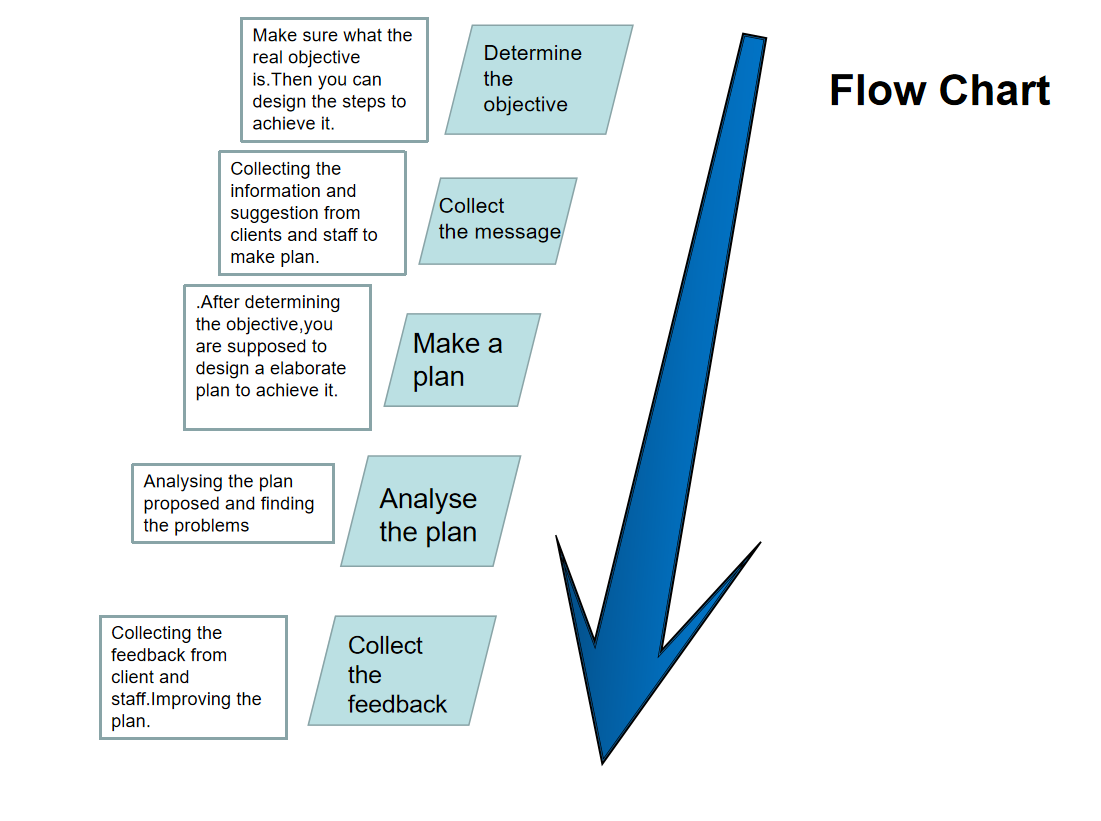 Flow Chart
Make sure what the
real objective
is.Then you can
design the steps to
achieve it.
Determine
the
objective
Collecting the
information and
suggestion from
clients and staff to
make plan.
Collect
the message
.After determining
the objective,you
are supposed to
design a elaborate
plan to achieve it.
Make a
plan
Analysing the plan
proposed and finding
the problems
Analyse
the plan
Collecting the
feedback from
client and
staff.Improving the
plan.
Collect
the
feedback